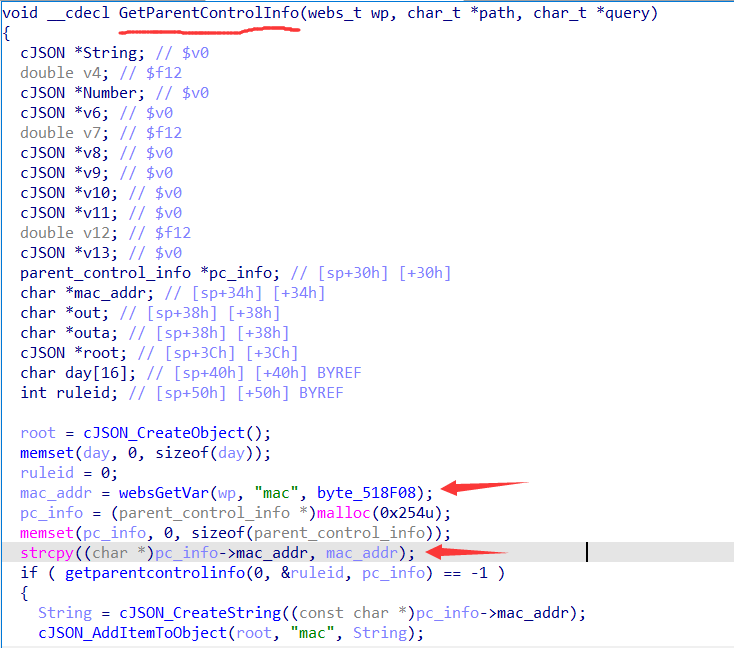 void __cdecl GetParentControlInfo(webs_t wp, char_t *path, char_t *query)
{
  cJSON *String; // $v0
  double v4; // $f12
  cJSON *Number; // $v0
  cJSON *v6; // $v0
  double v7; // $f12
  cJSON *v8; // $v0
  cJSON *v9; // $v0
  cJSON *v10; // $v0
  cJSON *v11; // $v0
  double v12; // $f12
  cJSON *v13; // $v0
  parent_control_info *pc_info; // [sp+30h] [+30h]
  char *mac_addr; // [sp+34h] [+34h]
  char *out; // [sp+38h] [+38h]
  char *outa; // [sp+38h] [+38h]
  cJSON *root; // [sp+3Ch] [+3Ch]
  char day[16]; // [sp+40h] [+40h] BYREF
  int ruleid; // [sp+50h] [+50h] BYREF

  root = cJSON_CreateObject();
  memset(day, 0, sizeof(day));
  ruleid = 0;
  mac_addr = websGetVar(wp, "mac", byte_518F08);
  pc_info = (parent_control_info *)malloc(0x254u);
  memset(pc_info, 0, sizeof(parent_control_info));
  strcpy((char *)pc_info->mac_addr, mac_addr);
  if ( getparentcontrolinfo(0, &ruleid, pc_info) == -1 )
  {
    String = cJSON_CreateString((const char *)pc_info->mac_addr);
    cJSON_AddItemToObject(root, "mac", String);